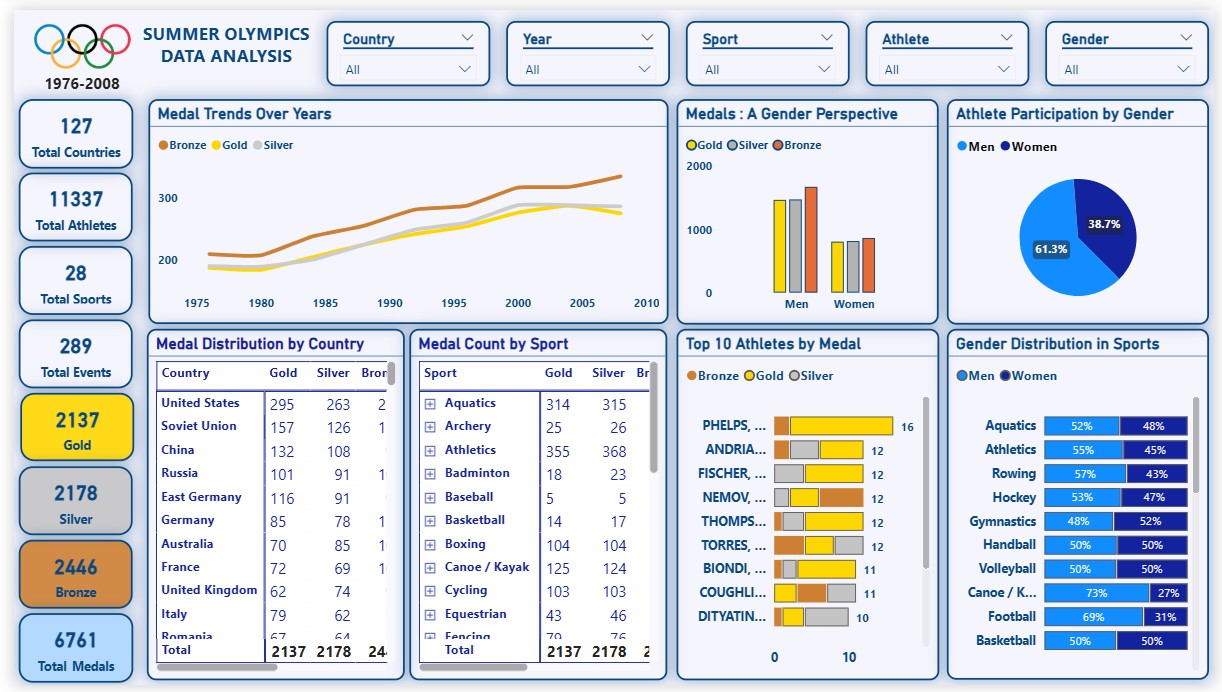 SUMMER OLYMPICS
DATA ANALYSIS
1976-2008
Country
All
Year
All
Sport
All
Athlete
All
Gender
All
127
Total Countries
11337
Total Athletes
28
Total Sports
289
Total Events
2137
Gold
2178
Silver
2446
Bronze
6761
Total Medals
Medal Trends Over Years
Bronze Gold Silver
300
200
1975 1980 1985 1990 1995 2000 2005 2010
Medals : A Gender Perspective
Gold Silver Bronze
2000
1000
0
Men Women
Athlete Participation by Gender
Men Women
38.7%
61.3%
Medal Distribution by Country
Country Gold Silver Bror
United States 295 263 2
Soviet Union 157 126 1
China 132 108
Russia 101 91 1
East Germany 116 91
Germany 85 78 1
Australia 70 85 1
France 72 69 1
United Kingdom 62 74
Italy 79 62
Romania 67 64
Total 2137 2178 24
Medal Count by Sport
Sport Gold Silver Br
Aquatics 314 315
Archery 25 26
Athletics 355 368
Badminton 18 23
Baseball 5 5
Basketball 14 17
Boxing 104 104
Canoe / Kayak 125 124
Cycling 103 103
Equestrian 43 46
Fencing 79 76
Total 2137 2178 2
Top 10 Athletes by Medal
Bronze Gold Silver
PHELPS, ... 16
ANDRIA... 12
FISCHER, ... 12
NEMOV, ... 12
THOMPS... 12
TORRES, ... 12
BIONDI, ... 11
COUGHLI... 11
DITYATIN... 10
0 10
Gender Distribution in Sports
Men Women
Aquatics 52% 48%
Athletics 55% 45%
Rowing 57% 43%
Hockey 53% 47%
Gymnastics 48% 52%
Handball 50% 50%
Volleyball 50% 50%
Canoe / K... 73% 27%
Football 69% 31%
Basketball 50% 50%